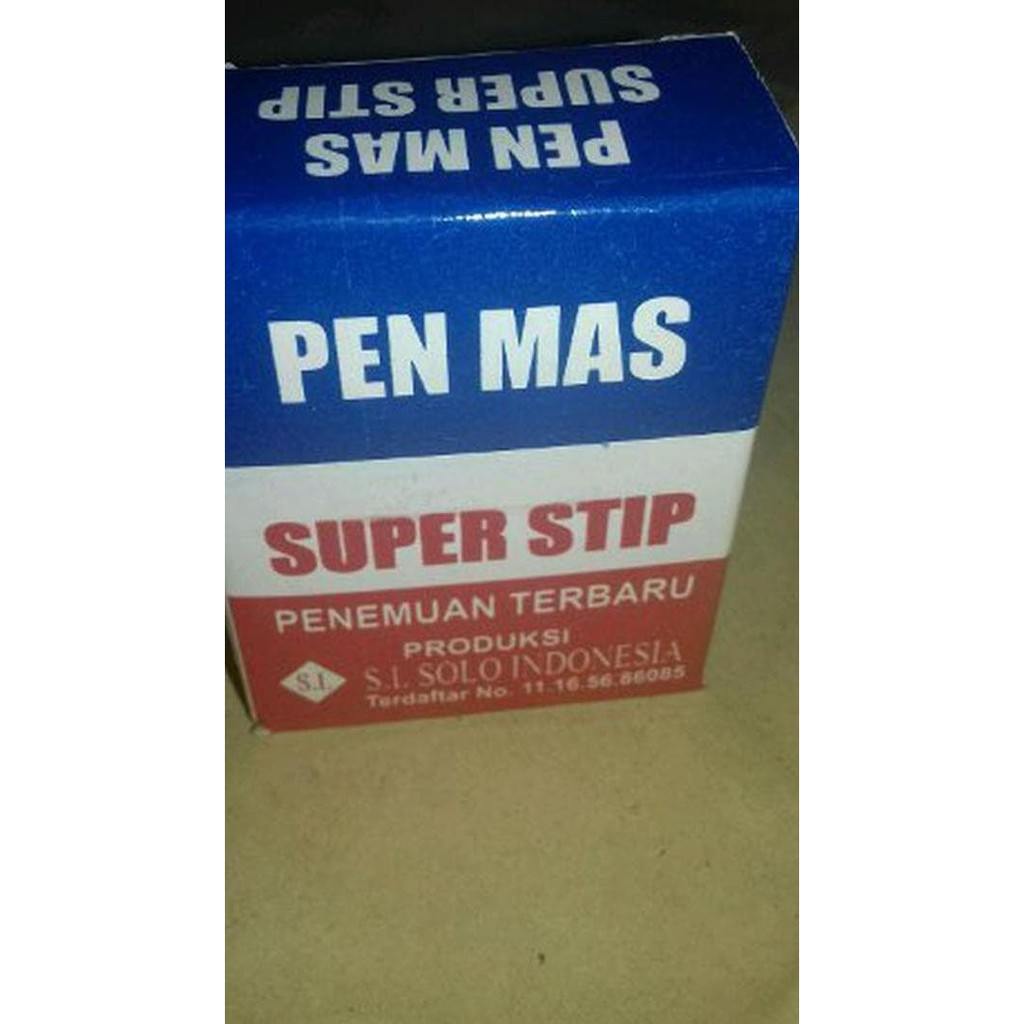 SUPER STIP
PEN MAS
PEN MAS
SUPER STIP
PENEMUAN TERBARU
PRODUKSI
S.I. S.I. SOLO INDONESIA
Terdaftar No. 11.16.56.86085